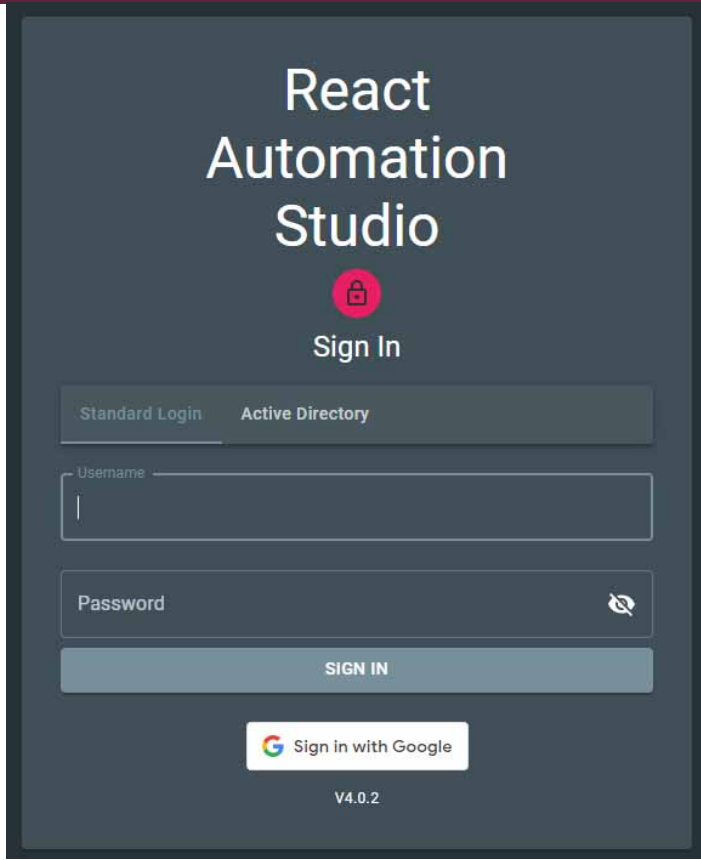 React
Automation
Studio
Sign In
Standard Login Active Directory
Username
Password
SIGN IN
Sign in with Google
V4.0.2